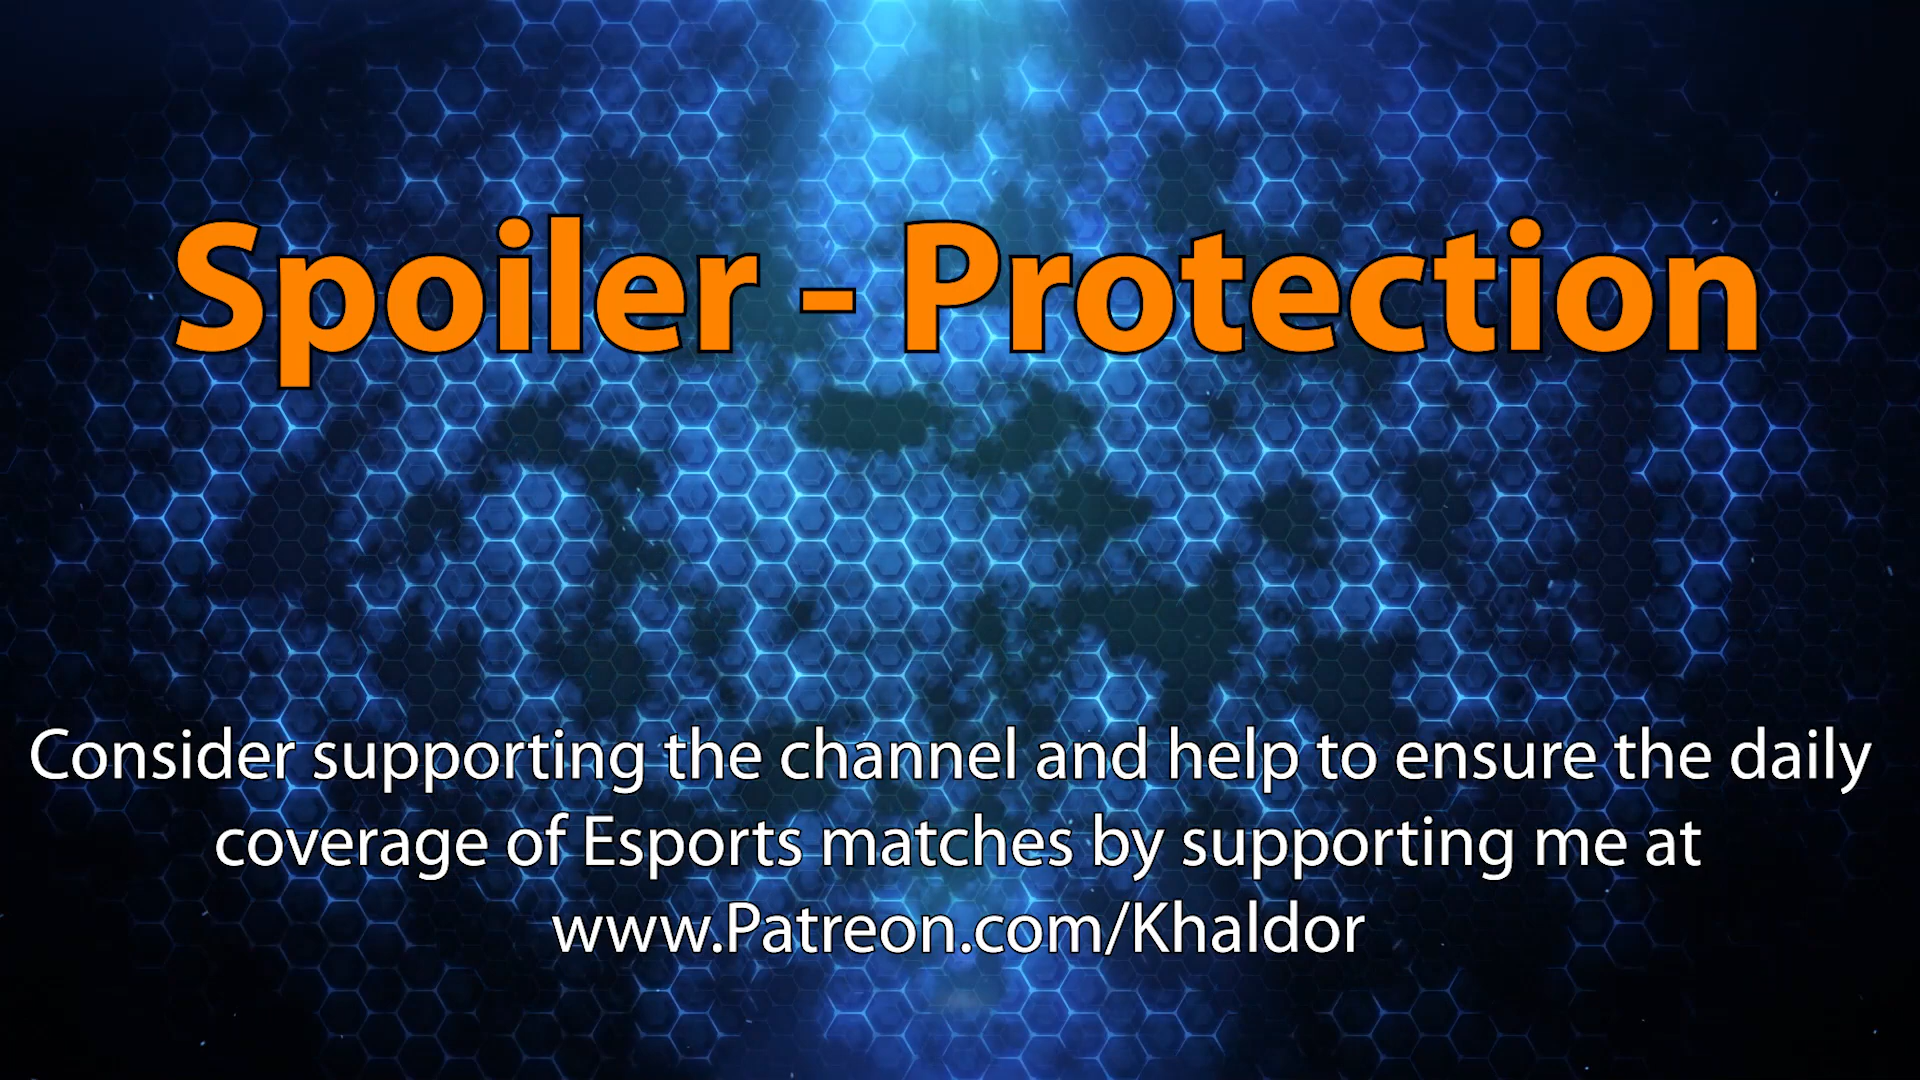 Spoiler - Protection
Consider supporting the channel and help to ensure the daily
coverage of Esports matches by supporting me at
www.Patreon.com/Khaldor